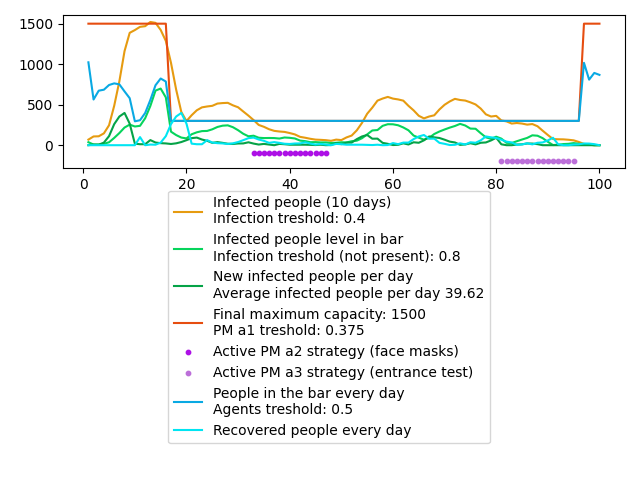 1500
1000
500
0
0
20
40
60
80
100
Infected people (10 days)
Infection treshold: 0.4
Infected people level in bar
Infection treshold (not present): 0.8
New infected people per day
Average infected people per day 39.62
Final maximum capacity: 1500
PM a1 treshold: 0.375
Active PM a2 strategy (face masks)
Active PM a3 strategy (entrance test)
People in the bar every day
Agents treshold: 0.5
Recovered people every day